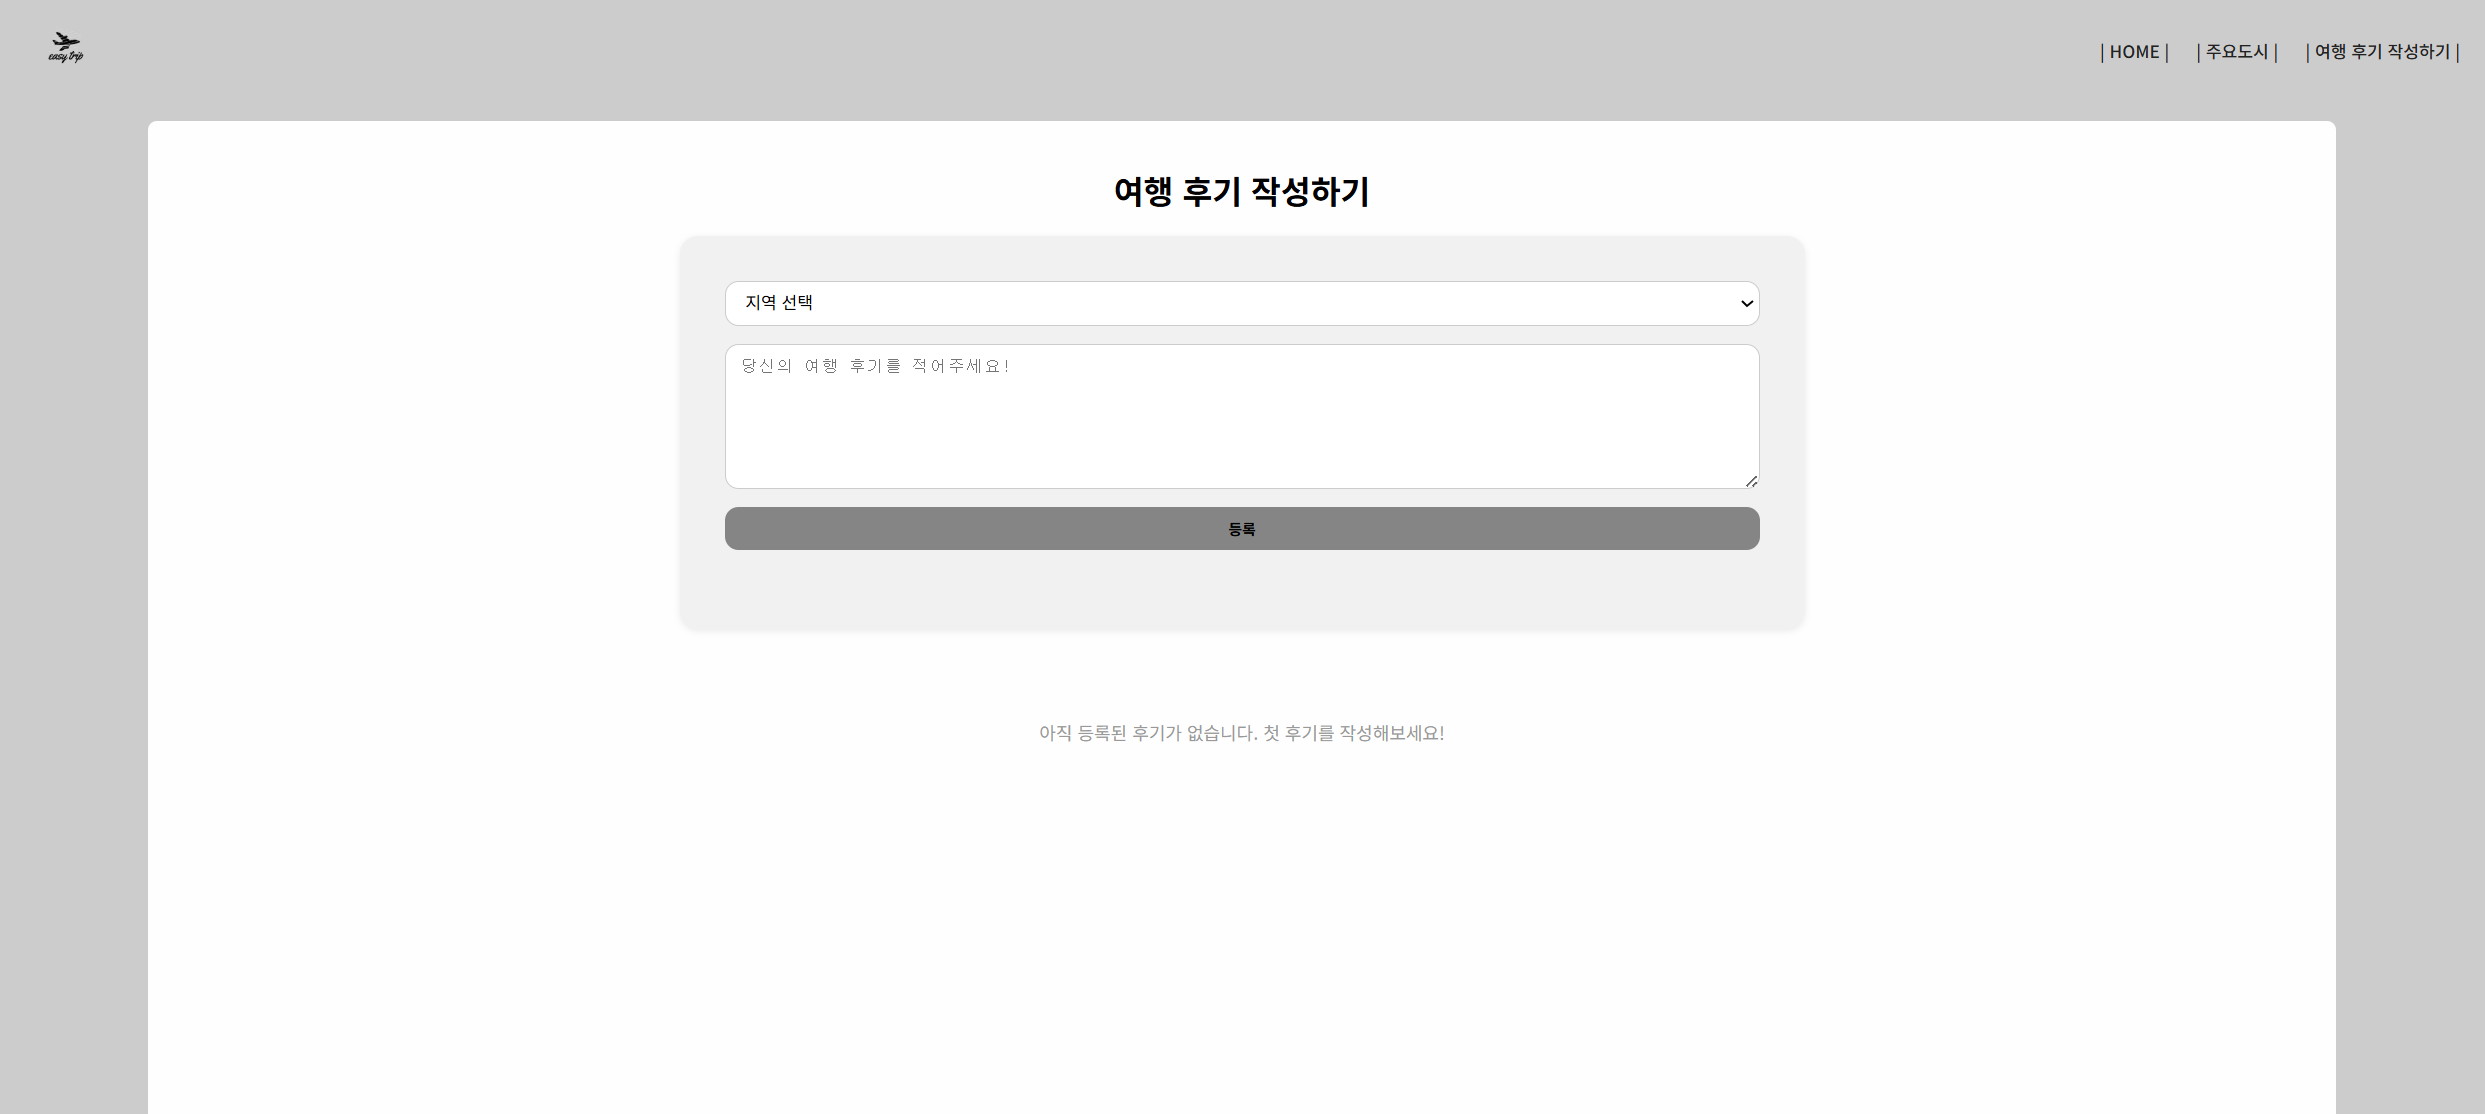 easy trip
| HOME | | 주요도시 | | 여행 후기 작성하기 |
여행 후기 작성하기
지역 선택
당신의 여행 후기를 적어주세요!
등록
아직 등록된 후기가 없습니다. 첫 후기를 작성해보세요!